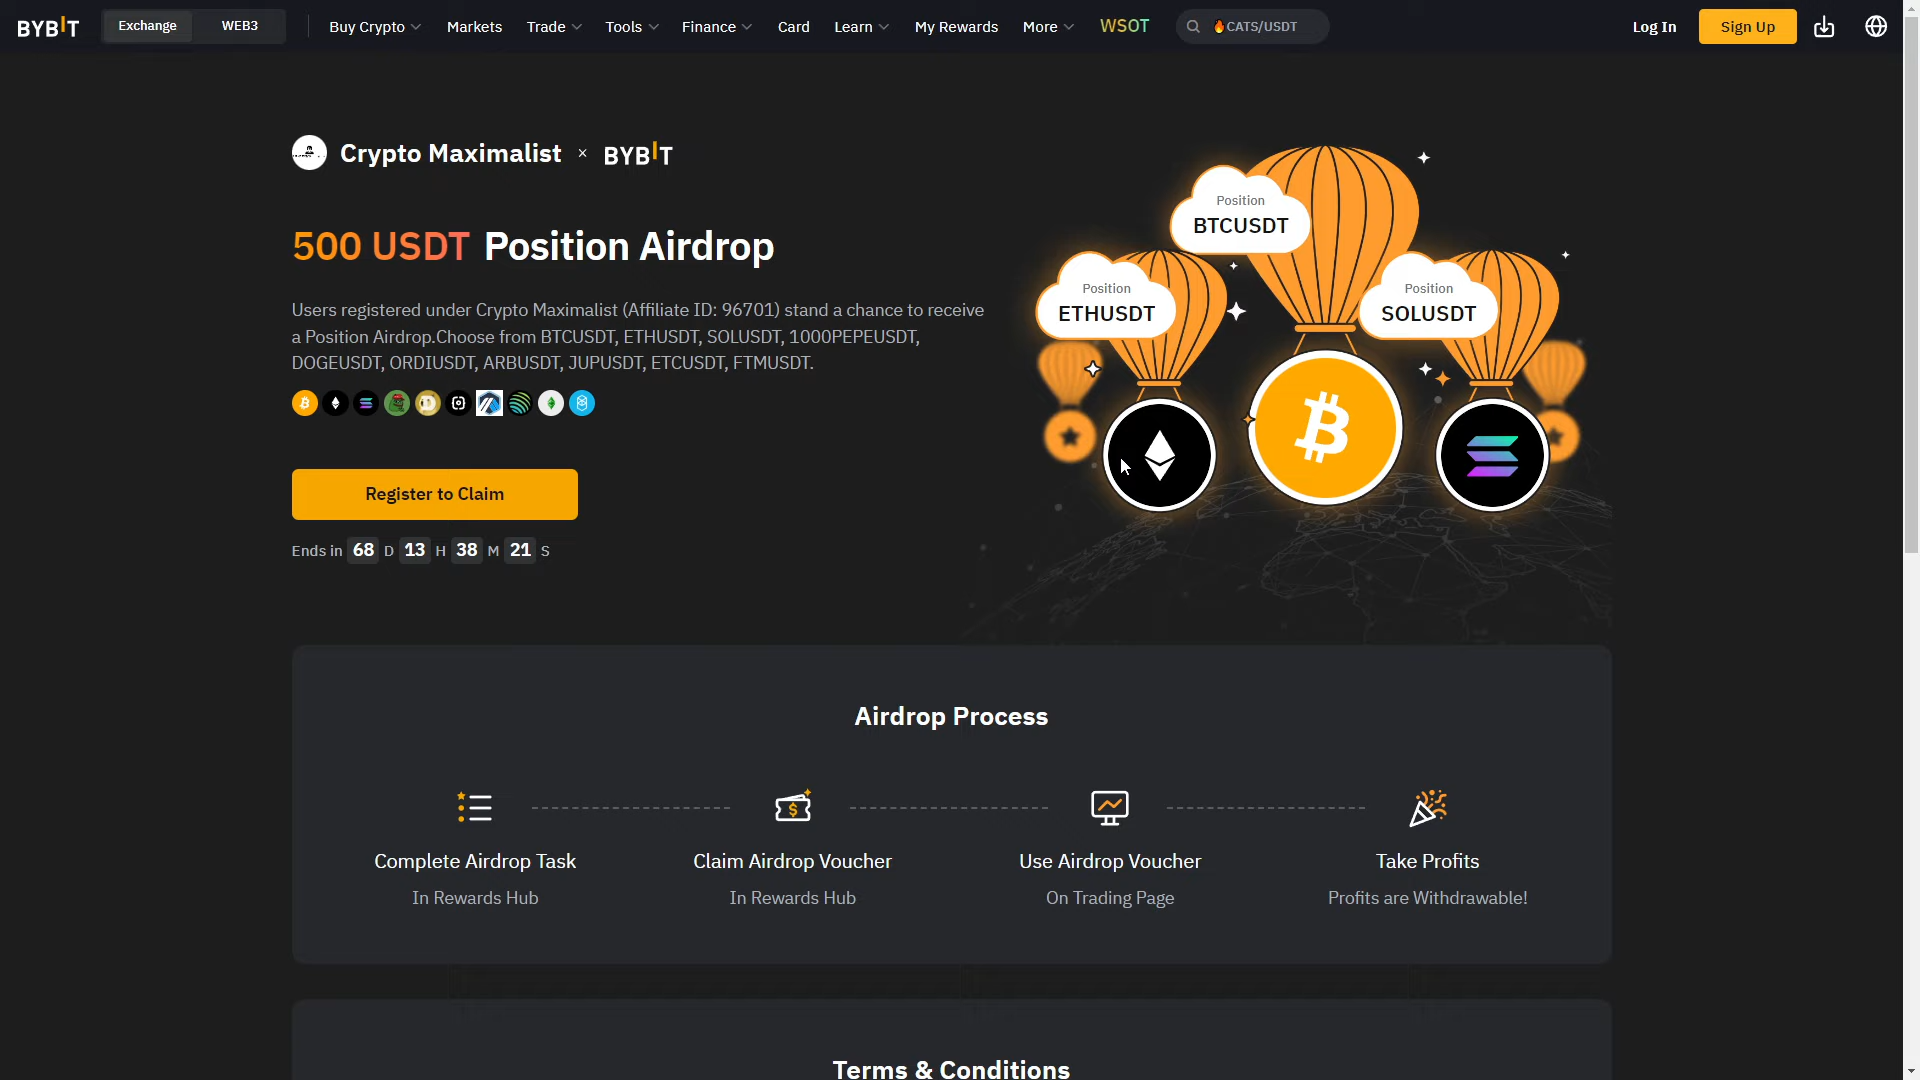 BYBIT
Exchange
WEB3
Buy Crypto
Markets
Trade
Tools
Finance
Card
Learn
My Rewards
More
WSOT
CATS/USDT
Log In
Sign Up
Crypto Maximalist × BYBIT
500 USDT Position Airdrop
Users registered under Crypto Maximalist (Affiliate ID: 96701) stand a chance to receive
a Position Airdrop.Choose from BTCUSDT, ETHUSDT, SOLUSDT, 1000PEPEUSDT,
DOGEUSDT, ORDIUSDT, ARBUSDT, JUPUSDT, ETCUSDT, FTMUSDT.
Register to Claim
Ends in 68 D 13 H 38 M 21 S
Position
BTCUSDT
Position
ETHUSDT
Position
SOLUSDT
Airdrop Process
Complete Airdrop Task
In Rewards Hub
Claim Airdrop Voucher
In Rewards Hub
Use Airdrop Voucher
On Trading Page
Take Profits
Profits are Withdrawable!
Terms & Conditions